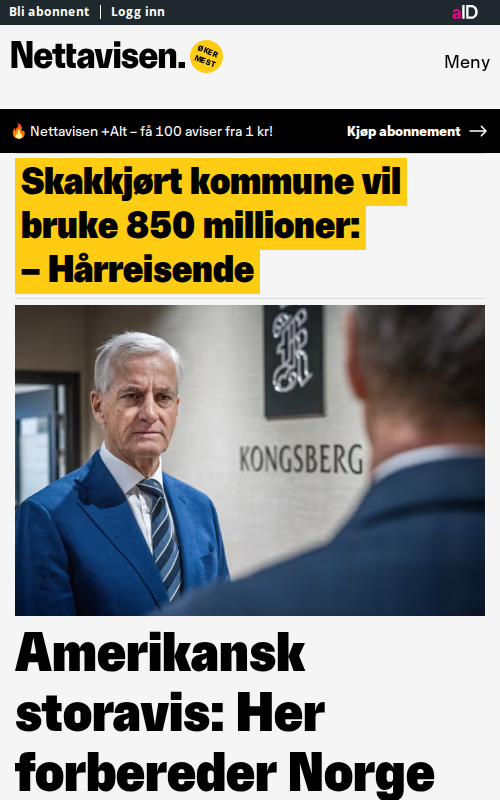 Bli abonnent | Logg inn
aID
Nettavisen.
ØKER
MEST
Meny
Nettavisen +Alt – få 100 aviser fra 1 kr!
Kjøp abonnement
Skakkjørt kommune vil
bruke 850 millioner:
– Hårreisende
KONGSBERG
Amerikansk
storavis: Her
forbereder Norge